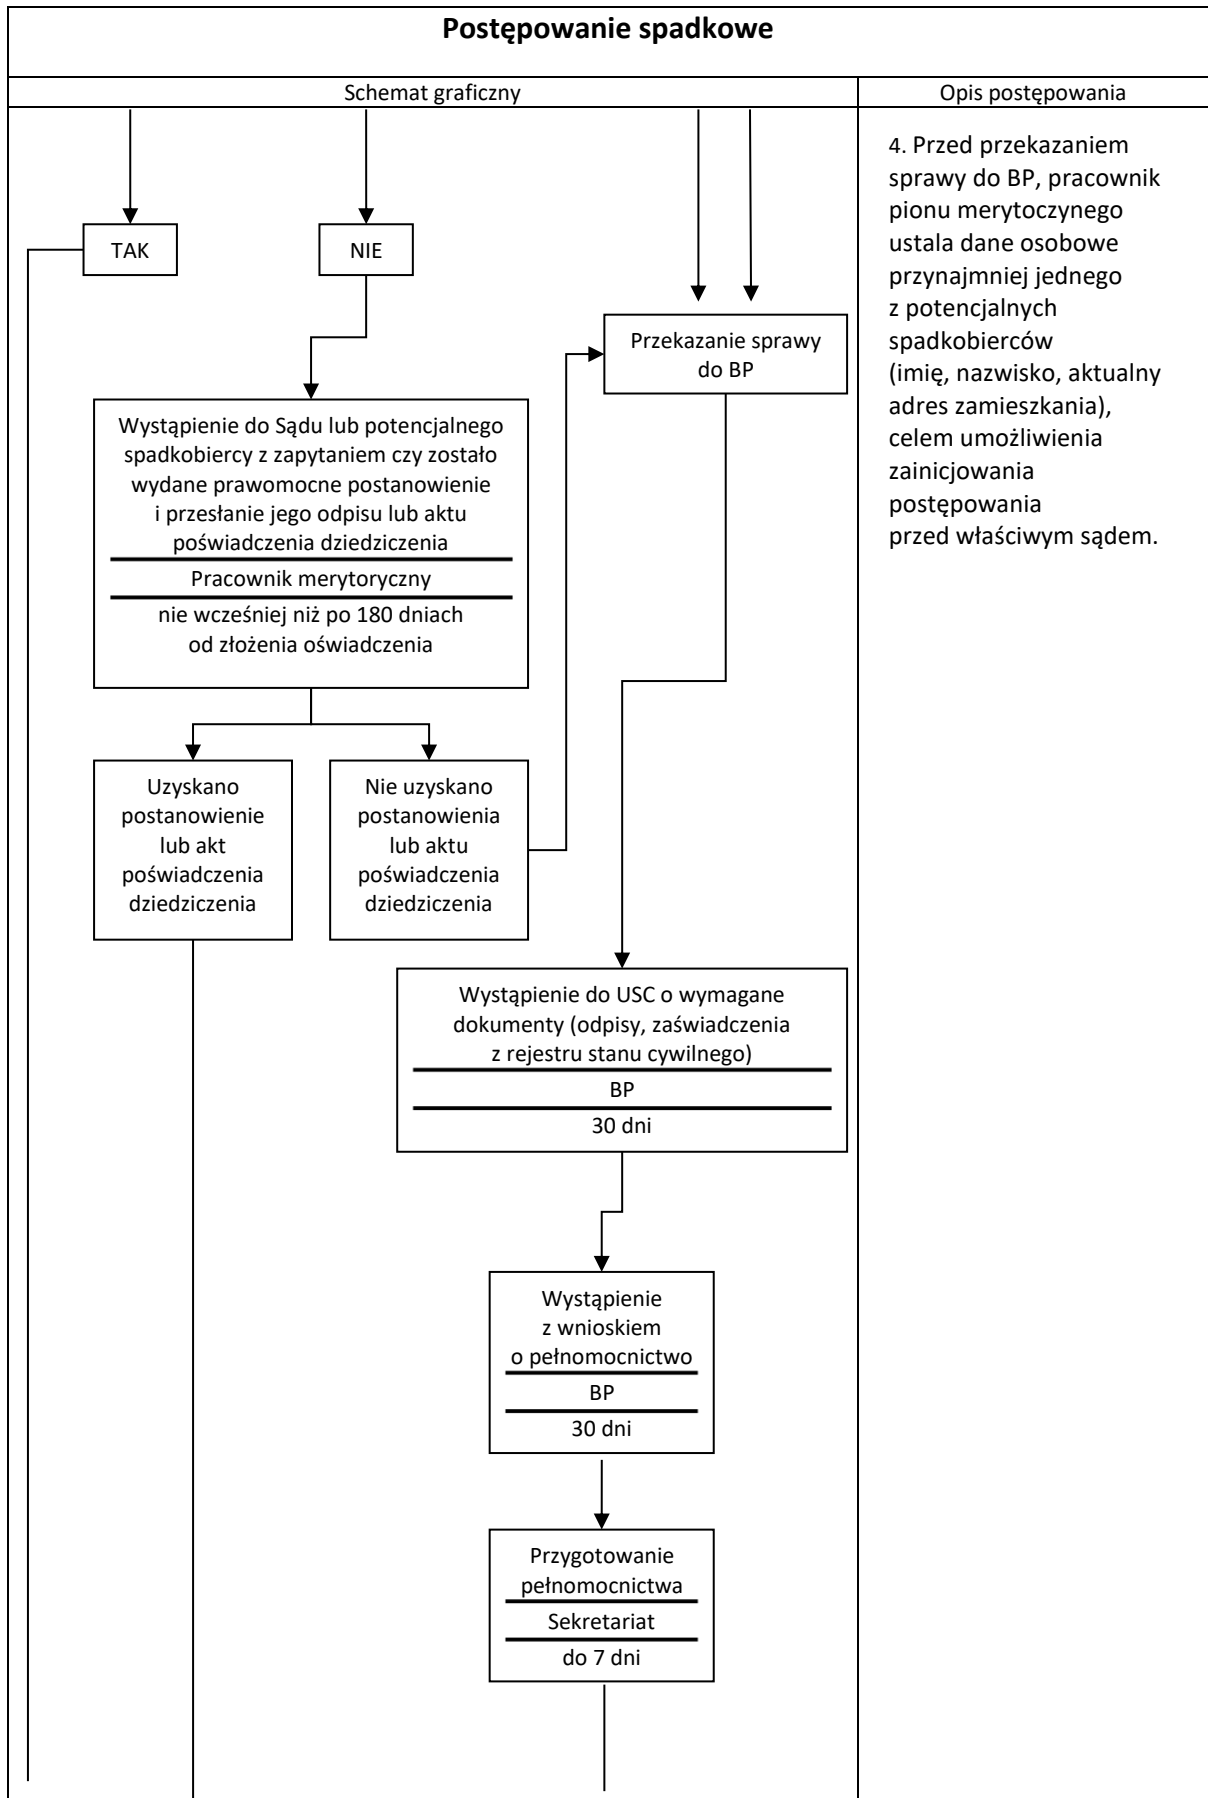 Postępowanie spadkowe
Schemat graficzny
Opis postępowania
TAK
NIE
Przekazanie sprawy
do BP
Wystąpienie do Sądu lub potencjalnego
spadkobiercy z zapytaniem czy zostało
wydane prawomocne postanowienie
i przesłanie jego odpisu lub aktu
poświadczenia dziedziczenia
Pracownik merytoryczny
nie wcześniej niż po 180 dniach
od złożenia oświadczenia
Uzyskano
postanowienie
lub akt
poświadczenia
dziedziczenia
Nie uzyskano
postanowienia
lub aktu
poświadczenia
dziedziczenia
Wystąpienie do USC o wymagane
dokumenty (odpisy, zaświadczenia
z rejestru stanu cywilnego)
BP
30 dni
Wystąpienie
z wnioskiem
o pełnomocnictwo
BP
30 dni
Przygotowanie
pełnomocnictwa
Sekretariat
do 7 dni
4. Przed przekazaniem
sprawy do BP, pracownik
pionu merytoczynego
ustala dane osobowe
przynajmniej jednego
z potencjalnych
spadkobierców
(imię, nazwisko, aktualny
adres zamieszkania),
celem umożliwienia
zainicjowania
postępowania
przed właściwym sądem.